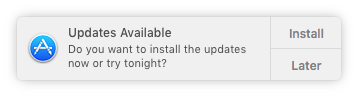 Updates Available
Do you want to install the updates
now or try tonight?
Install
Later